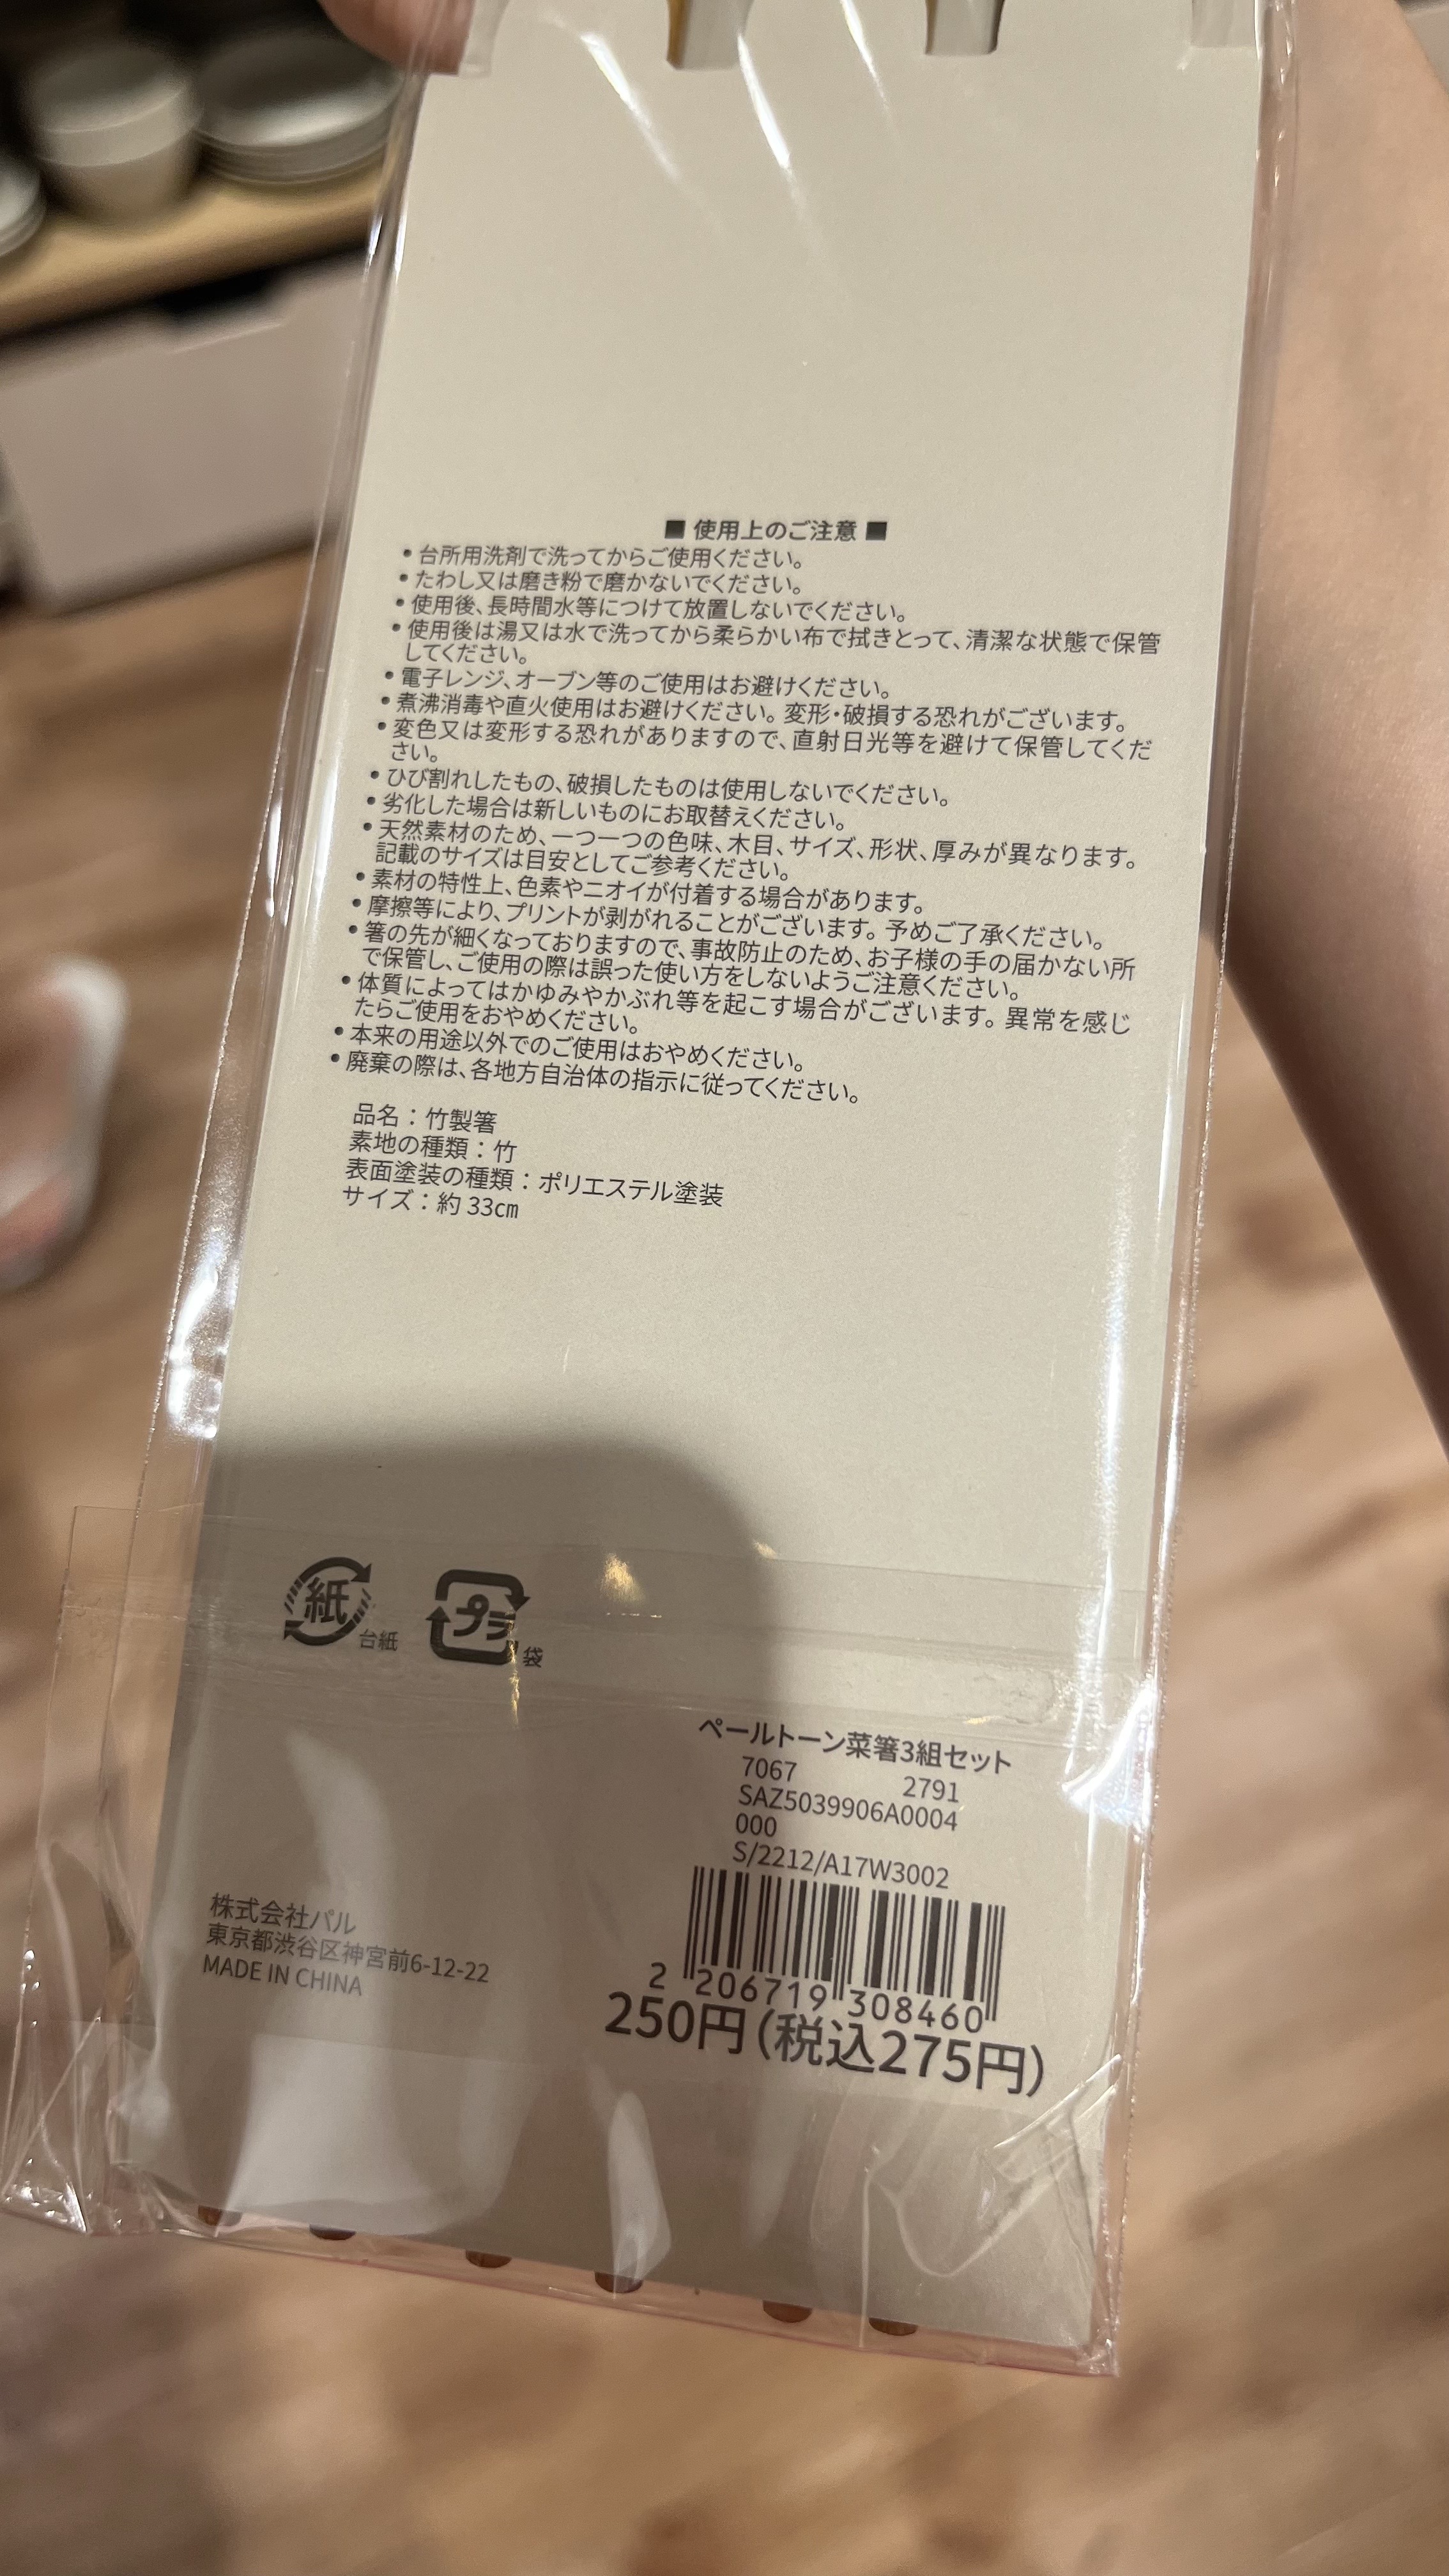 ■ 使用上のご注意 ■
• 台所用洗剤で洗ってからご使用ください。
• たわし又は磨き粉で磨かないでください。
• 使用後、長時間水等につけて放置しないでください。
• 使用後は湯又は水で洗ってから柔らかい布で拭きとって、清潔な状態で保管
してください。
• 電子レンジ、オーブン等のご使用はお避けください。
• 煮沸消毒や直火使用はお避けください。変形・破損する恐れがございます。
• 変色又は変形する恐れがありますので、直射日光等を避けて保管してくだ
さい。
• ひび割れしたもの、破損したものは使用しないでください。
• 劣化した場合は新しいものにお取替えください。
• 天然素材のため、一つ一つの色味、木目、サイズ、形状、厚みが異なります。
記載のサイズは目安としてご参考ください。
• 素材の特性上、色素やニオイが付着する場合があります。
• 摩擦等により、プリントが剥がれることがございます。予めご了承ください。
• 箸の先が細くなっておりますので、事故防止のため、お子様の手の届かない所
で保管し、ご使用の際は誤った使い方をしないようご注意ください。
• 体質によってはかゆみやかぶれ等を起こす場合がございます。異常を感じ
たらご使用をおやめください。
• 本来の用途以外でのご使用はおやめください。
• 廃棄の際は、各地方自治体の指示に従ってください。
品名：竹製箸
素地の種類：竹
表面塗装の種類：ポリエステル塗装
サイズ：約 33cm
紙 台紙 プラ 袋
ペールトーン菜箸3組セット
7067 2791
SAZ5039906A0004
000
S/2212/A17W3002
2 206719 308460
250円(税込275円)
株式会社パル
東京都渋谷区神宮前6-12-22
MADE IN CHINA